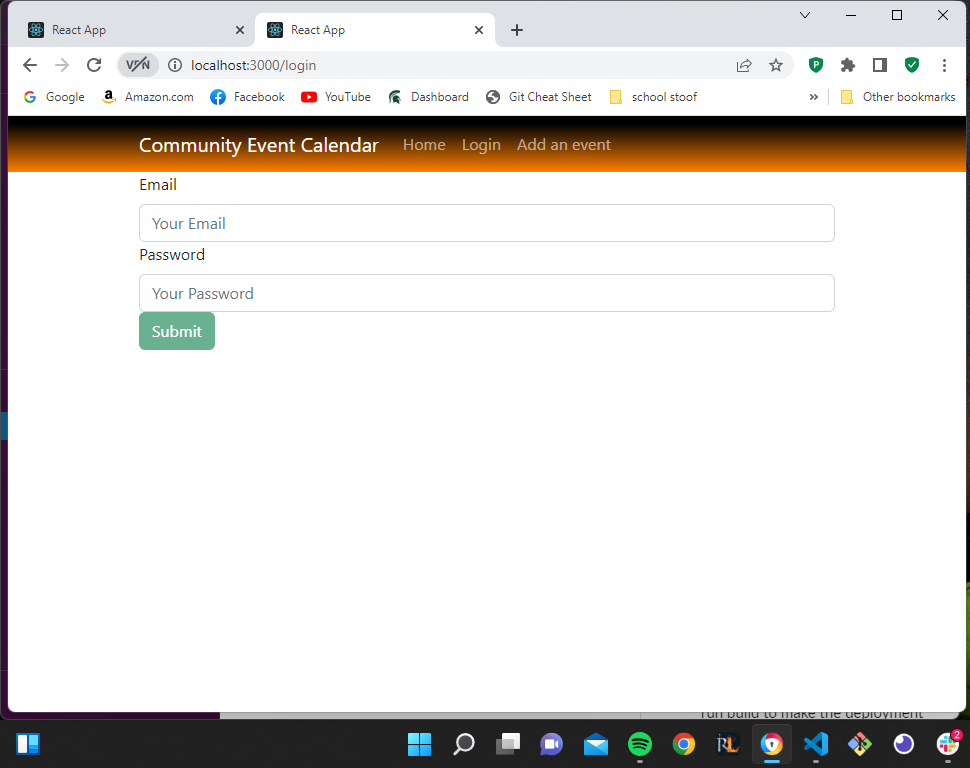 React App
React App
VPN localhost:3000/login
Google Amazon.com Facebook YouTube Dashboard Git Cheat Sheet school stoof » Other bookmarks
Community Event Calendar Home Login Add an event
Email
Your Email
Password
Your Password
Submit
run build to make the deployment
RL
2